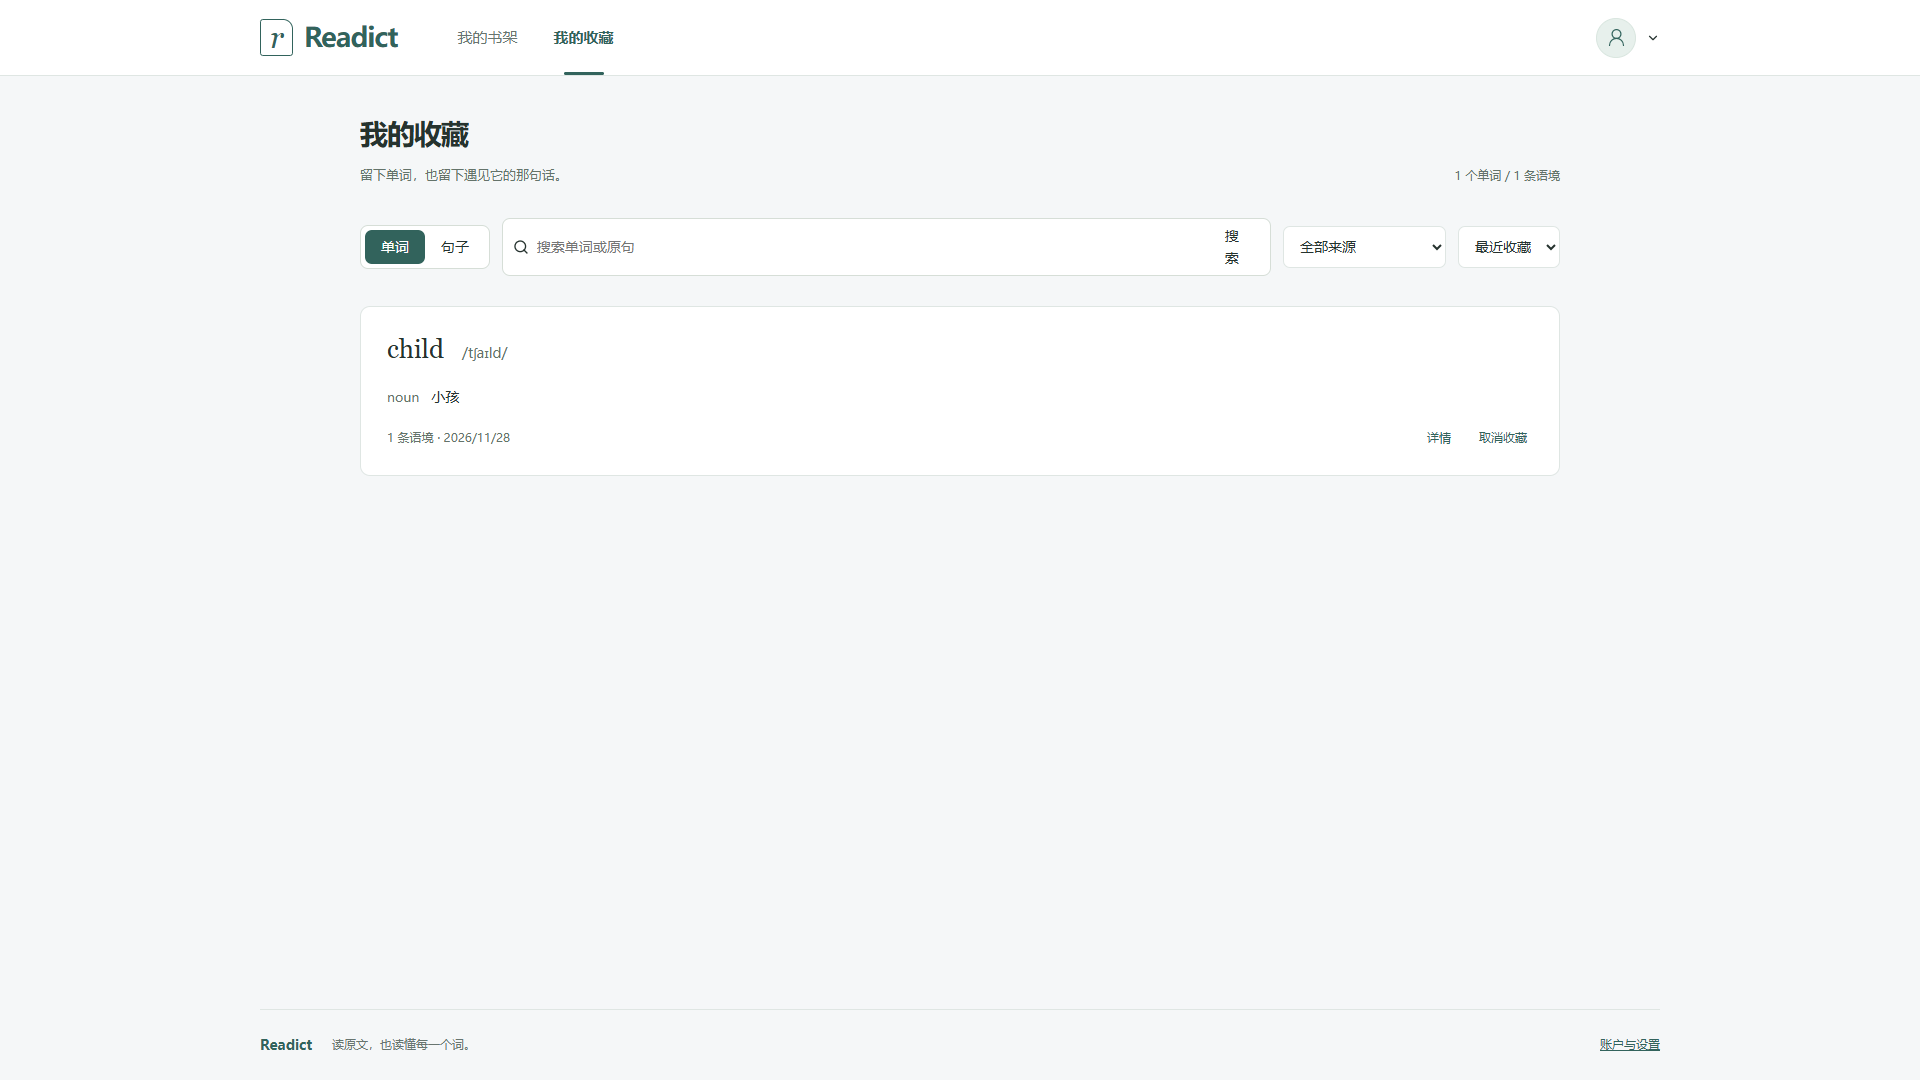 r Readict 我的书架 我的收藏
我的收藏
留下单词，也留下遇见它的那句话。 1 个单词 / 1 条语境
单词 句子 搜索单词或原句 搜索 全部来源 最近收藏
child /tʃaɪld/
noun 小孩
1 条语境 · 2026/11/28 详情 取消收藏
Readict 读原文，也读懂每一个词。 账户与设置